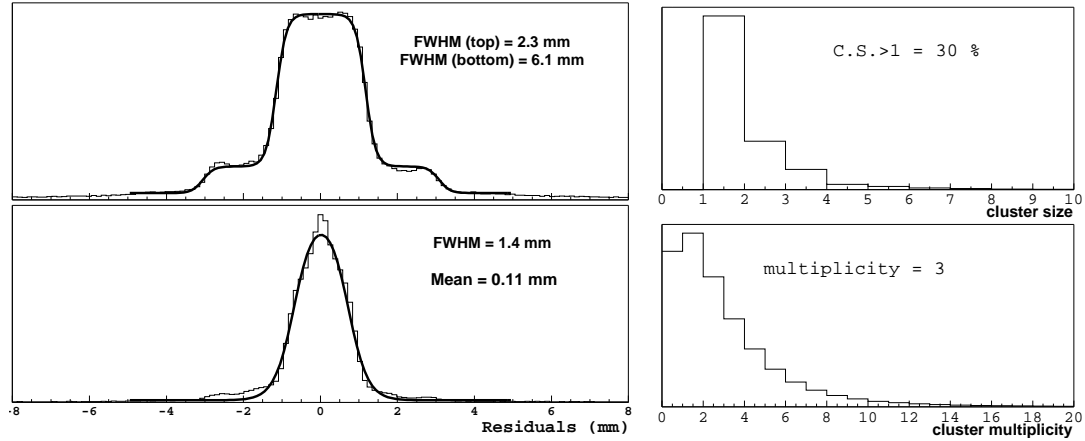 FWHM (top) = 2.3 mm
FWHM (bottom) = 6.1 mm
FWHM = 1.4 mm
Mean = 0.11 mm
-8 -6 -4 -2 0 2 4 6 8
Residuals (mm)
C.S.>1 = 30 %
0 1 2 3 4 5 6 7 8 9 10
cluster size
multiplicity = 3
0 2 4 6 8 10 12 14 16 18 20
cluster multiplicity